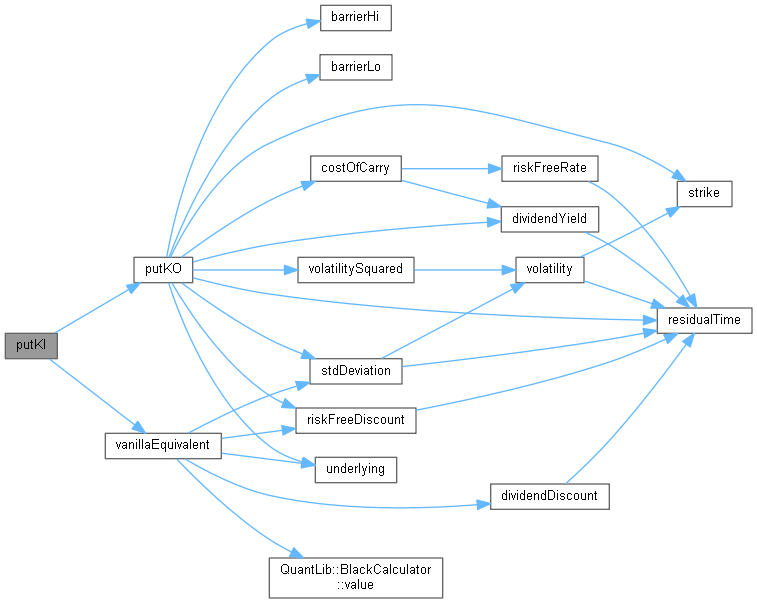 barrierHi
barrierLo
costOfCarry
riskFreeRate
strike
dividendYield
putKO
volatilitySquared
volatility
residualTime
putKI
stdDeviation
riskFreeDiscount
vanillaEquivalent
underlying
dividendDiscount
QuantLib::BlackCalculator
::value